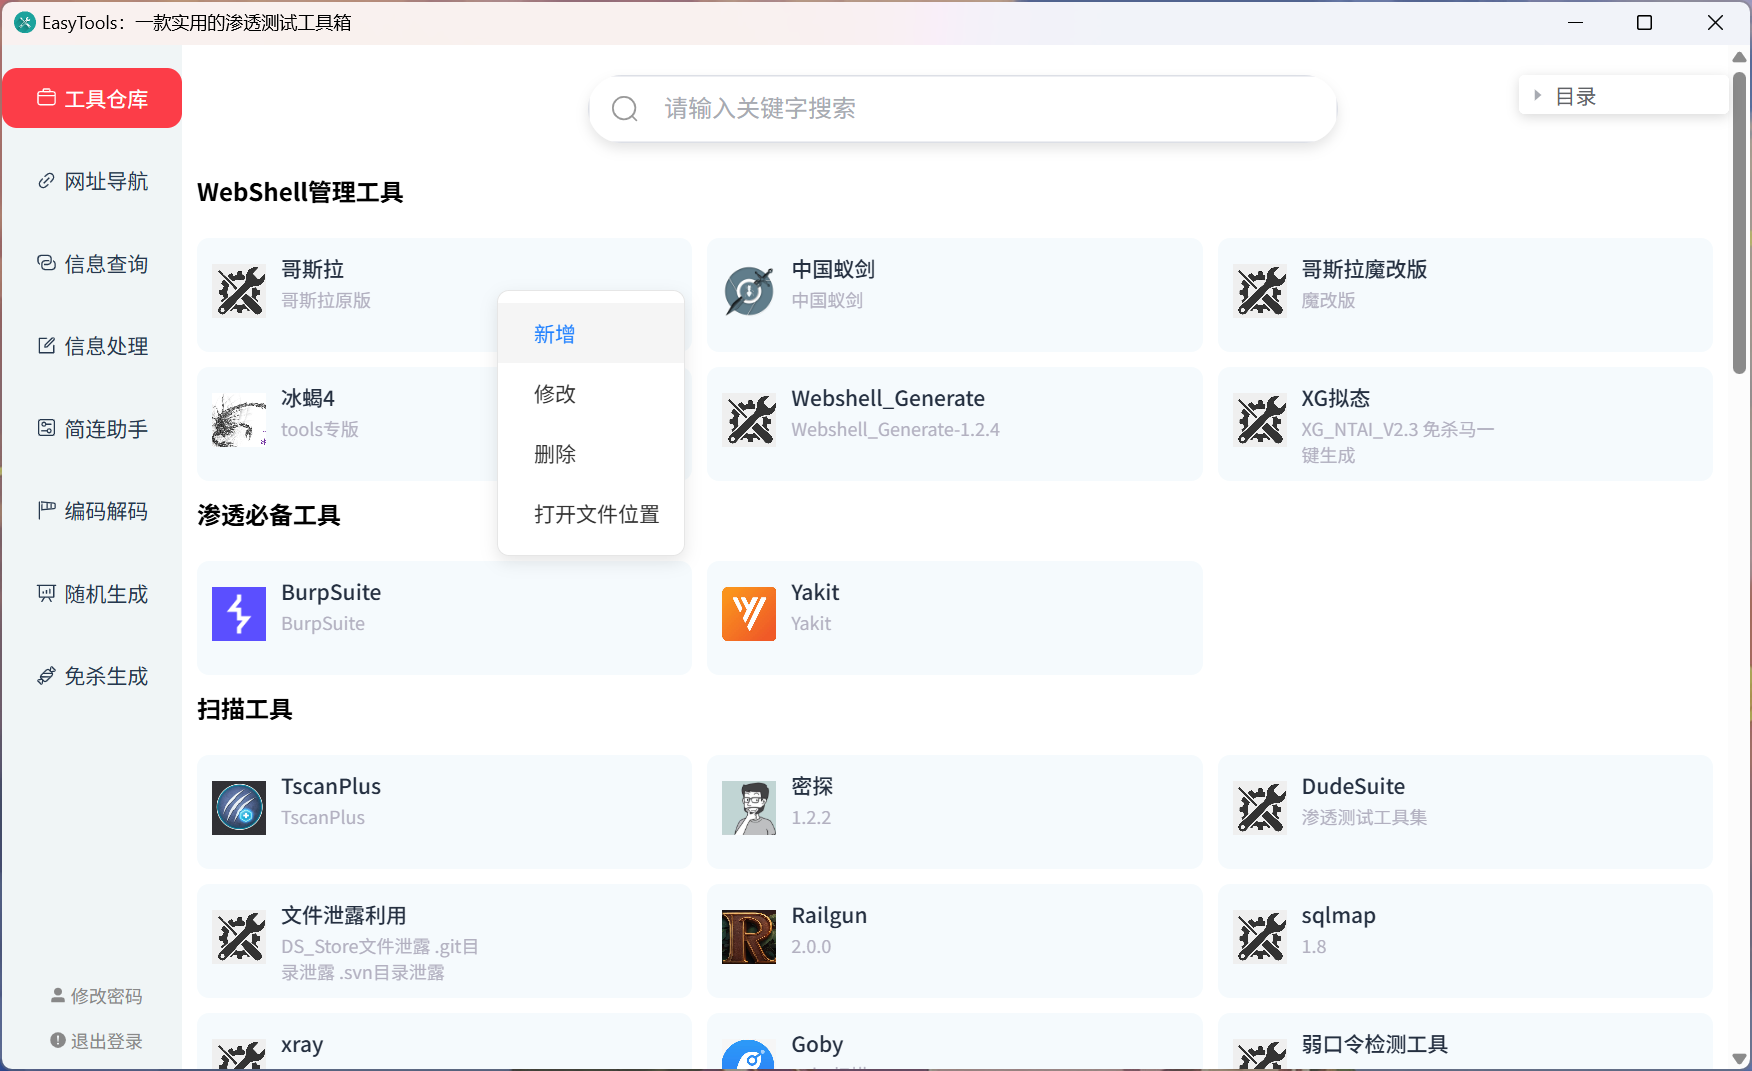 EasyTools：一款实用的渗透测试工具箱
工具仓库
网址导航
信息查询
信息处理
简连助手
编码解码
随机生成
免杀生成
修改密码
退出登录
请输入关键字搜索
目录
WebShell管理工具
哥斯拉
哥斯拉原版
中国蚁剑
中国蚁剑
哥斯拉魔改版
魔改版
新增
修改
删除
打开文件位置
冰蝎4
tools专版
Webshell_Generate
Webshell_Generate-1.2.4
XG拟态
XG_NTAI_V2.3 免杀马一
键生成
渗透必备工具
BurpSuite
BurpSuite
Yakit
Yakit
扫描工具
TscanPlus
TscanPlus
密探
1.2.2
DudeSuite
渗透测试工具集
文件泄露利用
DS_Store文件泄露 .git目
录泄露 .svn目录泄露
Railgun
2.0.0
sqlmap
1.8
xray
Goby
弱口令检测工具